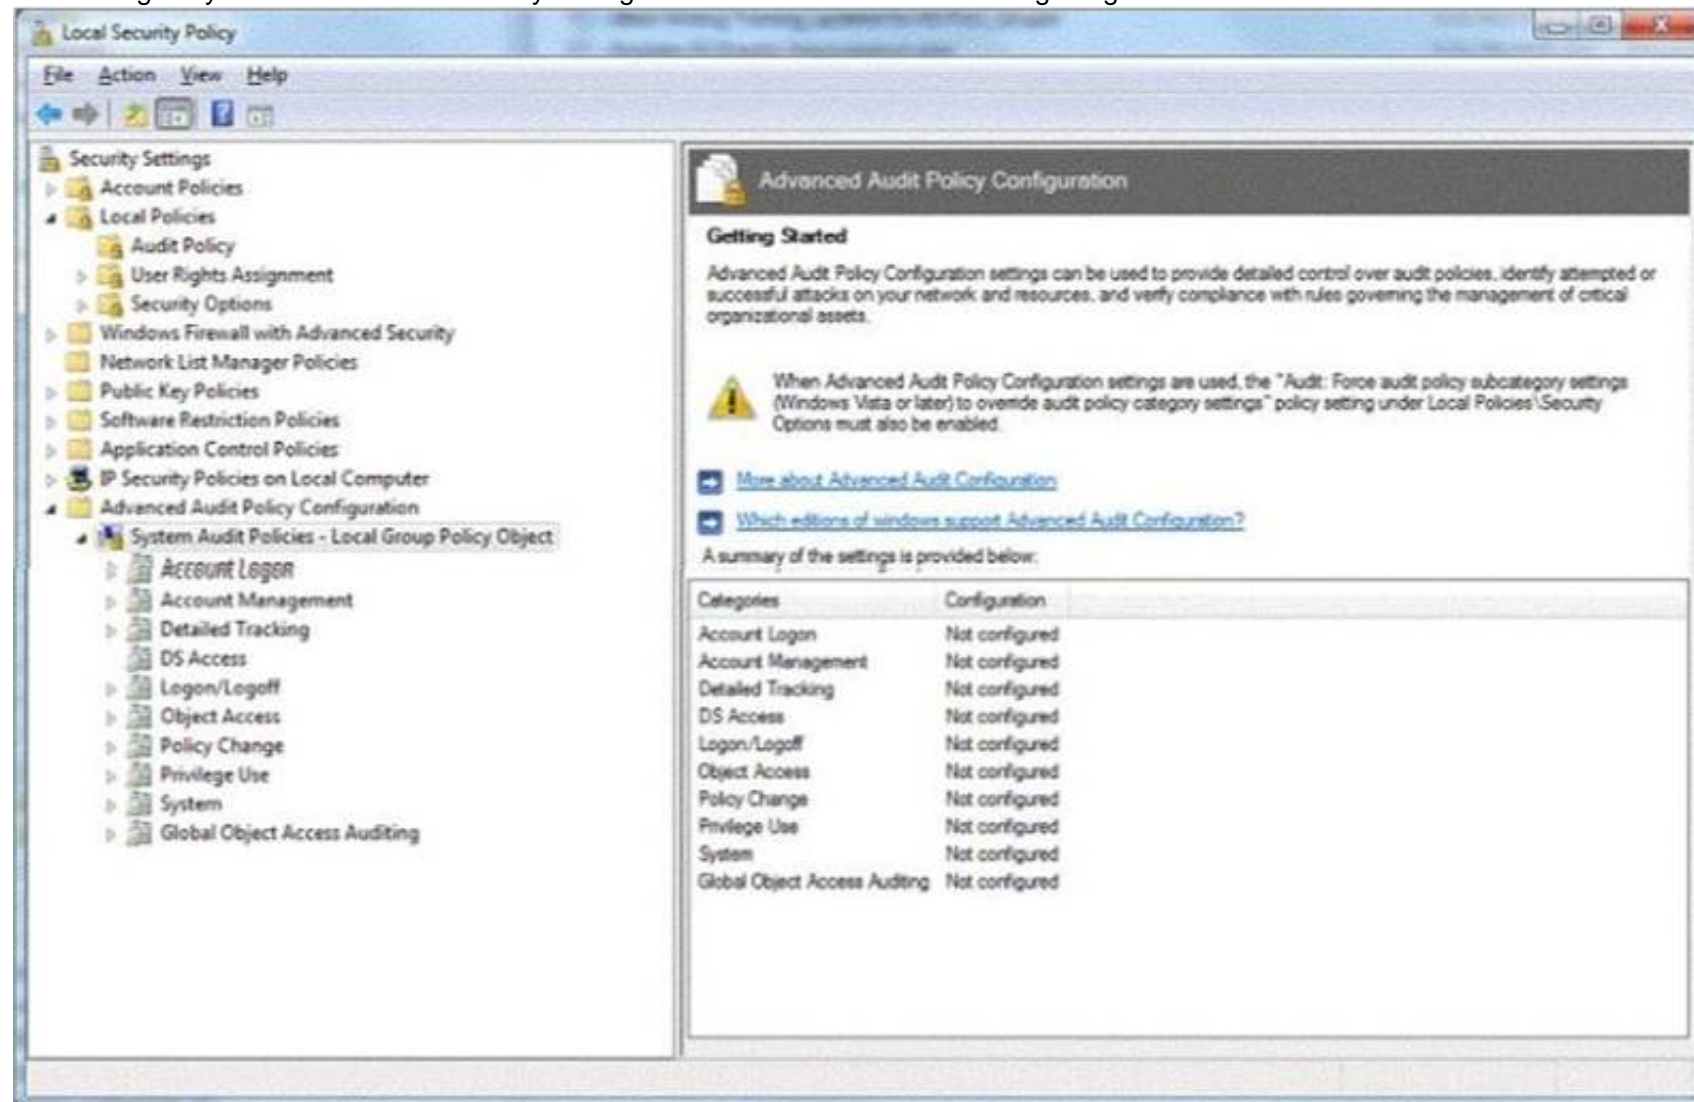 Local Security Policy
File Action View Help
Security Settings
Account Policies
Local Policies
Audit Policy
User Rights Assignment
Security Options
Windows Firewall with Advanced Security
Network List Manager Policies
Public Key Policies
Software Restriction Policies
Application Control Policies
IP Security Policies on Local Computer
Advanced Audit Policy Configuration
System Audit Policies - Local Group Policy Object
Account Logon
Account Management
Detailed Tracking
DS Access
Logon/Logoff
Object Access
Policy Change
Privilege Use
System
Global Object Access Auditing
Advanced Audit Policy Configuration
Getting Started
Advanced Audit Policy Configuration settings can be used to provide detailed control over audit policies, identify attempted or
successful attacks on your network and resources, and verify compliance with rules governing the management of critical
organizational assets.
When Advanced Audit Policy Configuration settings are used, the "Audit: Force audit policy subcategory settings
(Windows Vista or later) to override audit policy category settings" policy setting under Local Policies\Security
Options must also be enabled.
More about Advanced Audit Configuration
Which editions of windows support Advanced Audit Configuration?
A summary of the settings is provided below:
Categories Configuration
Account Logon Not configured
Account Management Not configured
Detailed Tracking Not configured
DS Access Not configured
Logon/Logoff Not configured
Object Access Not configured
Policy Change Not configured
Privilege Use Not configured
System Not configured
Global Object Access Auditing Not configured